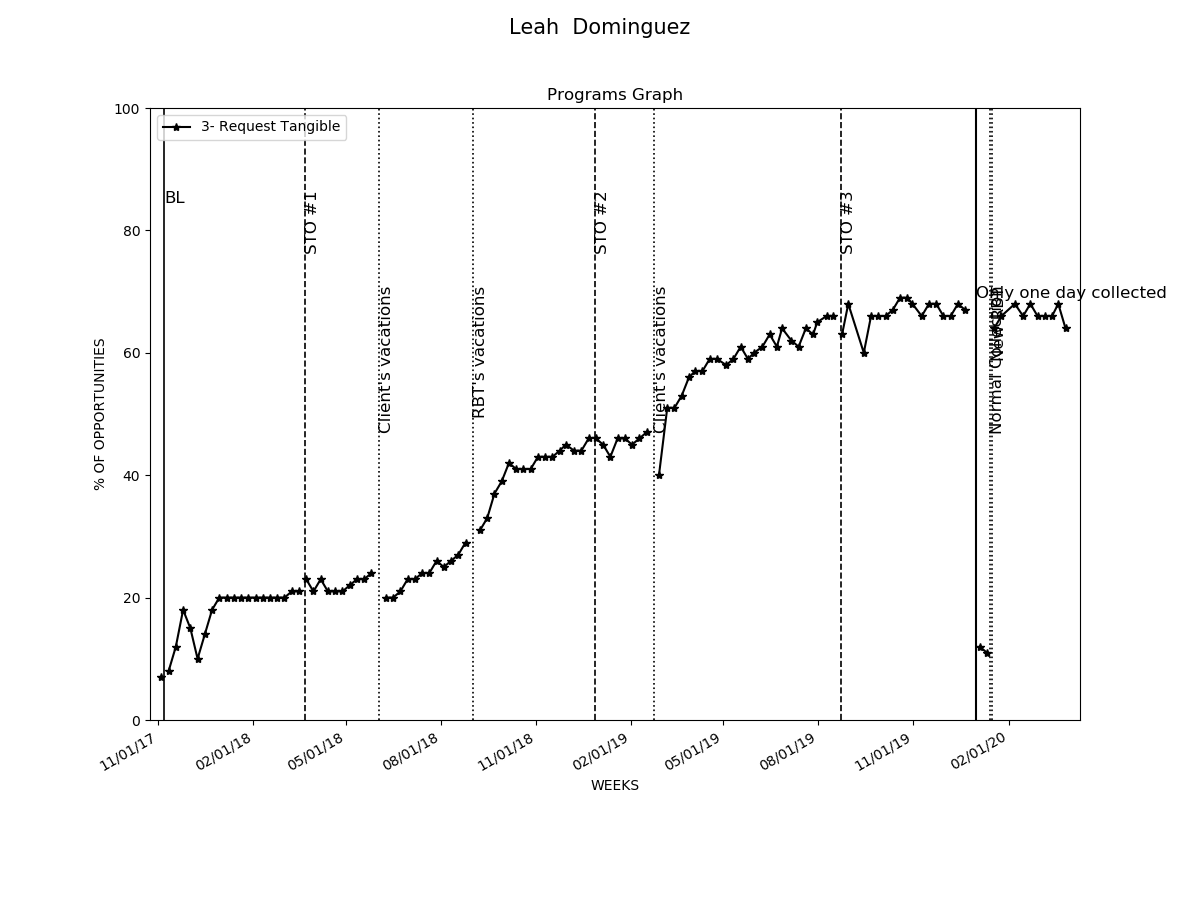 Leah  Dominguez
Programs Graph
3- Request Tangible
BL
STO #1
Client's vacations
RBT's vacations
STO #2
Client's vacations
STO #3
Only one day collected
Normal
100
80
60
40
20
0
% OF OPPORTUNITIES
11/01/17
02/01/18
05/01/18
08/01/18
11/01/18
02/01/19
05/01/19
08/01/19
11/01/19
02/01/20
WEEKS